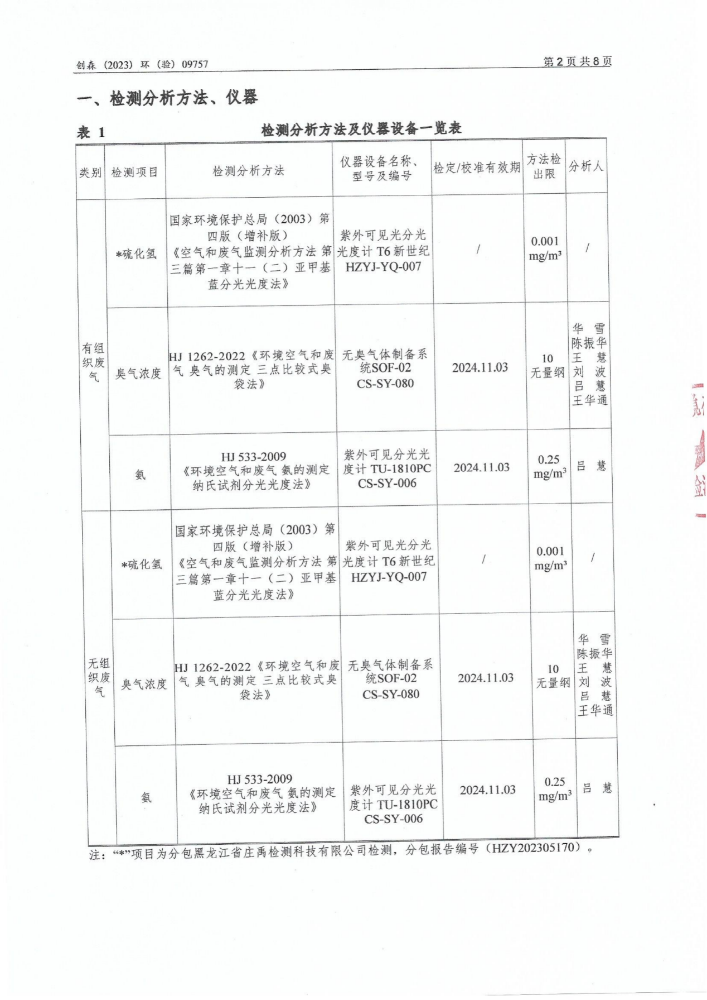 创森（2023）环（验）09757
第2页共8页
一、检测分析方法、仪器
表 1
检测分析方法及仪器设备一览表
类别
检测项目
检测分析方法
仪器设备名称、
型号及编号
检定/校准有效期
方法检
出限
分析人
有组
织废
气
*硫化氢
国家环境保护总局（2003）第
四版（增补版）
《空气和废气监测分析方法 第
三篇第一章十一（二）亚甲基
蓝分光光度法》
紫外可见光分光
光度计 T6 新世纪
HZYJ-YQ-007
/
0.001
mg/m³
/
臭气浓度
HJ 1262-2022《环境空气和废
气 臭气的测定 三点比较式臭
袋法》
无臭气体制备系
统SOF-02
CS-SY-080
2024.11.03
10
无量纲
华 雪
陈振华
王 慧
刘 波
吕 慧
王华通
氨
HJ 533-2009
《环境空气和废气 氨的测定
纳氏试剂分光光度法》
紫外可见分光光
度计 TU-1810PC
CS-SY-006
2024.11.03
0.25
mg/m³
吕 慧
无组
织废
气
*硫化氢
国家环境保护总局（2003）第
四版（增补版）
《空气和废气监测分析方法 第
三篇第一章十一（二）亚甲基
蓝分光光度法》
紫外可见光分光
光度计 T6 新世纪
HZYJ-YQ-007
/
0.001
mg/m³
/
臭气浓度
HJ 1262-2022《环境空气和废
气 臭气的测定 三点比较式臭
袋法》
无臭气体制备系
统SOF-02
CS-SY-080
2024.11.03
10
无量纲
华 雪
陈振华
王 慧
刘 波
吕 慧
王华通
氨
HJ 533-2009
《环境空气和废气 氨的测定
纳氏试剂分光光度法》
紫外可见分光光
度计 TU-1810PC
CS-SY-006
2024.11.03
0.25
mg/m³
吕 慧
注：“*”项目为分包黑龙江省庄禹检测科技有限公司检测，分包报告编号（HZY202305170）。